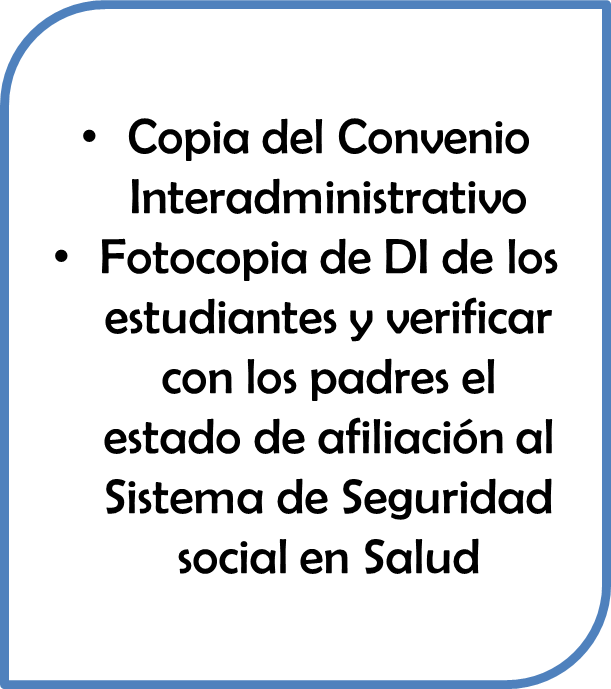 • Copia del Convenio
Interadministrativo
• Fotocopia de DI de los
estudiantes y verificar
con los padres el
estado de afiliación al
Sistema de Seguridad
social en Salud